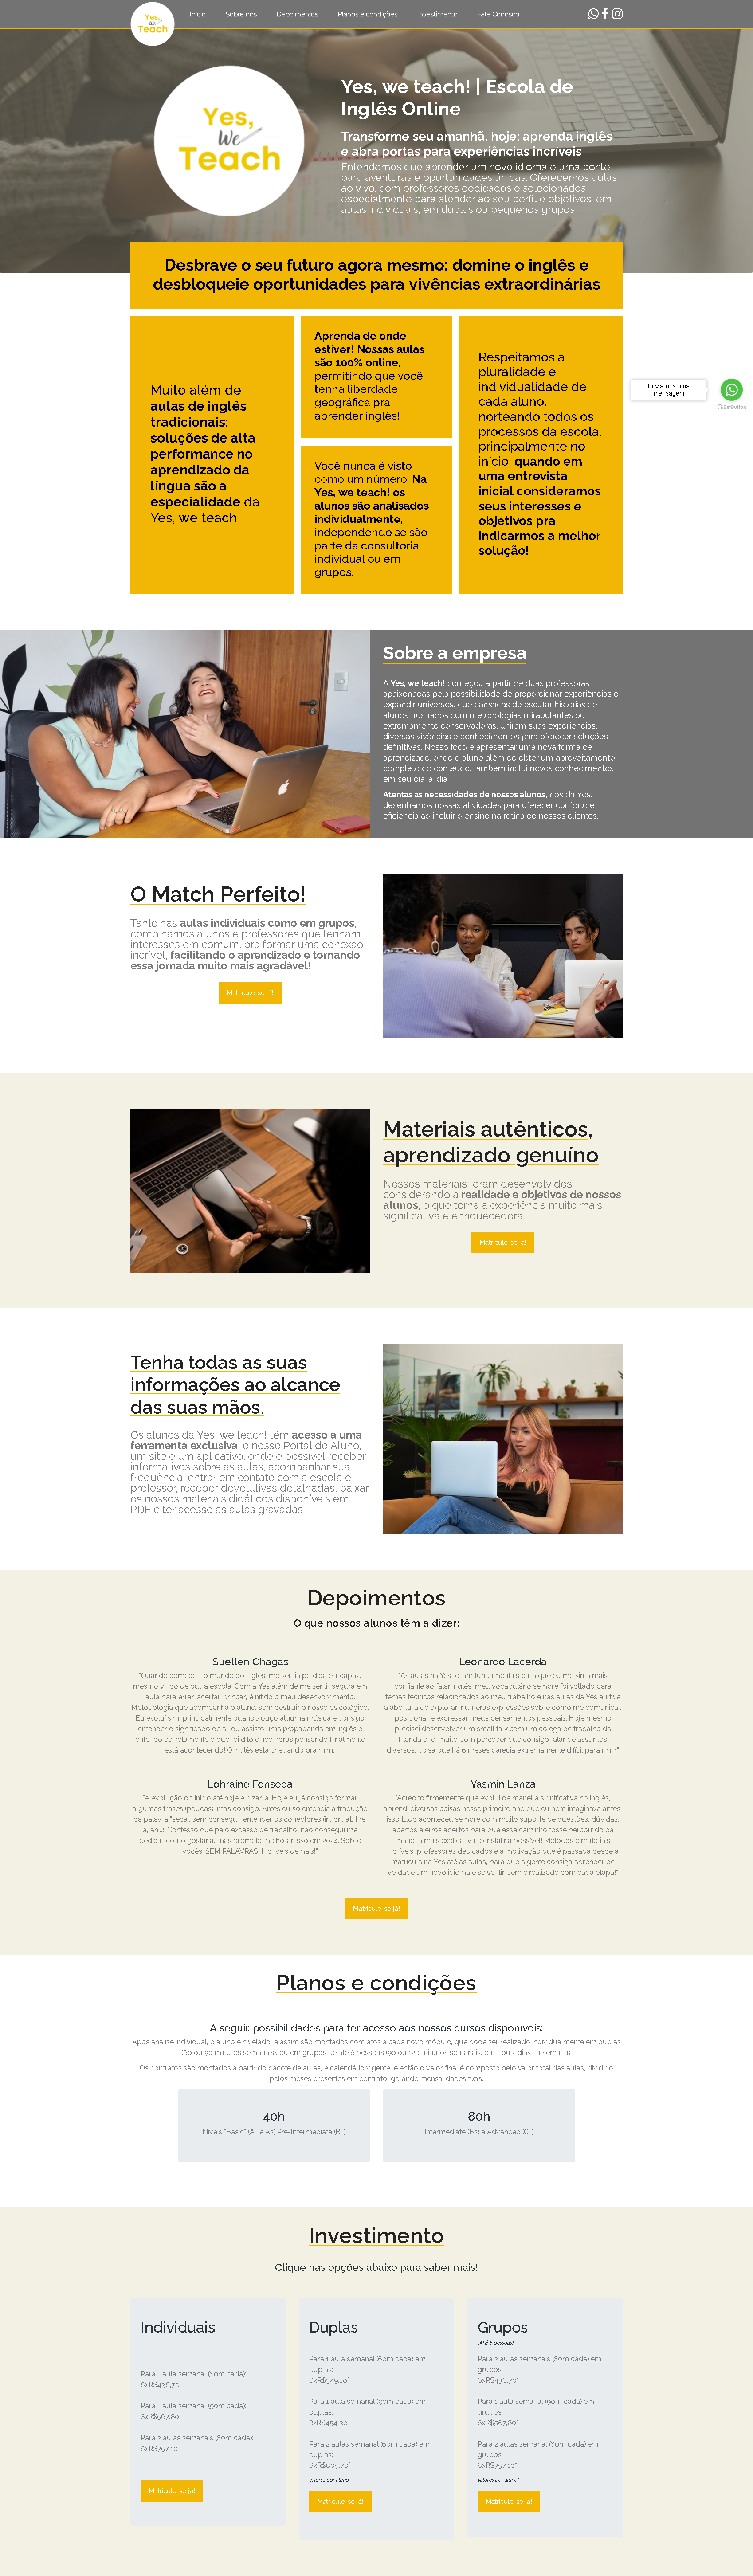 Yes, We Teach
Início Sobre nós Depoimentos Planos e condições Investimento Fale Conosco
Yes, We Teach
Yes, we teach! | Escola de
Inglês Online
Transforme seu amanhã, hoje: aprenda inglês
e abra portas para experiências incríveis
Entendemos que aprender um novo idioma é uma ponte
para aventuras e oportunidades únicas. Oferecemos aulas
ao vivo, com professores dedicados e selecionados
especialmente para atender ao seu perfil e objetivos, em
aulas individuais, em duplas ou pequenos grupos.
Desbrave o seu futuro agora mesmo: domine o inglês e
desbloqueie oportunidades para vivências extraordinárias
Muito além de
aulas de inglês
tradicionais:
soluções de alta
performance no
aprendizado da
língua são a
especialidade da
Yes, we teach!
Aprenda de onde
estiver! Nossas aulas
são 100% online,
permitindo que você
tenha liberdade
geográfica pra
aprender inglês!
Você nunca é visto
como um número: Na
Yes, we teach! os
alunos são analisados
individualmente,
independendo se são
parte da consultoria
individual ou em
grupos.
Respeitamos a
pluralidade e
individualidade de
cada aluno,
norteando todos os
processos da escola,
principalmente no
início, quando em
uma entrevista
inicial consideramos
seus interesses e
objetivos pra
indicarmos a melhor
solução!
Envia-nos uma
mensagem
GetButton
Sobre a empresa
A Yes, we teach! começou a partir de duas professoras
apaixonadas pela possibilidade de proporcionar experiências e
expandir universos, que cansadas de escutar histórias de
alunos frustrados com metodologias mirabolantes ou
extremamente conservadoras, uniram suas experiências,
diversas vivências e conhecimentos para oferecer soluções
definitivas. Nosso foco é apresentar uma nova forma de
aprendizado, onde o aluno além de obter um aproveitamento
completo do conteúdo, também inclui novos conhecimentos
em seu dia-a-dia.
Atentas às necessidades de nossos alunos, nós da Yes,
desenhamos nossas atividades para oferecer conforto e
eficiência ao incluir o ensino na rotina de nossos clientes.
O Match Perfeito!
Tanto nas aulas individuais como em grupos,
combinamos alunos e professores que tenham
interesses em comum, pra formar uma conexão
incrível, facilitando o aprendizado e tornando
essa jornada muito mais agradável!
Matricule-se já!
Materiais autênticos,
aprendizado genuíno
Nossos materiais foram desenvolvidos
considerando a realidade e objetivos de nossos
alunos, o que torna a experiência muito mais
significativa e enriquecedora.
Matricule-se já!
Tenha todas as suas
informações ao alcance
das suas mãos.
Os alunos da Yes, we teach! têm acesso a uma
ferramenta exclusiva: o nosso Portal do Aluno,
um site e um aplicativo, onde é possível receber
informativos sobre as aulas, acompanhar sua
frequência, entrar em contato com a escola e
professor, receber devolutivas detalhadas, baixar
os nossos materiais didáticos disponíveis em
PDF e ter acesso às aulas gravadas.
Depoimentos
O que nossos alunos têm a dizer:
Suellen Chagas
"Quando comecei no mundo do inglês, me sentia perdida e incapaz,
mesmo vindo de outra escola. Com a Yes além de me sentir segura em
aula para errar, acertar, brincar, é nítido o meu desenvolvimento.
Metodologia que acompanha o aluno, sem destruir o nosso psicológico.
Eu evoluí sim, principalmente quando ouço alguma música e consigo
entender o significado dela,, ou assisto uma propaganda em inglês e
entendo corretamente o que foi dito e fico horas pensando: Finalmente
está acontecendo! O inglês está chegando pra mim."
Leonardo Lacerda
"As aulas na Yes foram fundamentais para que eu me sinta mais
confiante ao falar inglês, meu vocabulário sempre foi voltado para
temas técnicos relacionados ao meu trabalho e nas aulas da Yes eu tive
a abertura de explorar inúmeras expressões sobre como me comunicar,
posicionar e expressar meus pensamentos pessoais. Hoje mesmo
precisei desenvolver um small talk com um colega de trabalho da
Irlanda e foi muito bom perceber que consigo falar de assuntos
diversos, coisa que há 6 meses parecia extremamente difícil para mim."
Lohraine Fonseca
"A evolução do início até hoje é bizarra. Hoje eu já consigo formar
algumas frases (poucas), mas consigo. Antes eu só entendia a tradução
da palavra "seca", sem conseguir entender os conectores (in, on, at, the,
a, an...). Confesso que pelo excesso de trabalho, não consegui me
dedicar como gostaria, mas prometo melhorar isso em 2024. Sobre
vocês: SEM PALAVRAS!! Incríveis demais!!"
Yasmin Lanza
"Acredito firmemente que evoluí de maneira significativa no inglês,
aprendi diversas coisas nesse primeiro ano que eu nem imaginava antes,
isso tudo aconteceu sempre com muito suporte de questões, dúvidas,
acertos e erros abertos para que esse caminho fosse percorrido da
maneira mais explicativa e cristalina possível! Métodos e materiais
incríveis, professores dedicados e a motivação que é passada desde a
matrícula na Yes até as aulas, para que a gente consiga aprender de
verdade um novo idioma e se sentir bem e realizado com cada etapa!"
Matricule-se já!
Planos e condições
A seguir, possibilidades para ter acesso aos nossos cursos disponíveis:
Após análise individual, o aluno é nivelado, e assim são montados contratos a cada novo módulo, que pode ser realizado individualmente em duplas
(60 ou 90 minutos semanais), ou em grupos de até 6 pessoas (90 ou 120 minutos semanais, em 1 ou 2 dias na semana).
Os contratos são montados a partir do pacote de aulas, e calendário vigente, e então o valor final é composto pelo valor total das aulas, dividido
pelos meses presentes em contrato, gerando mensalidades fixas.
40h
Níveis "Basic" (A1 e A2) Pre-Intermediate (B1)
80h
Intermediate (B2) e Advanced (C1)
Investimento
Clique nas opções abaixo para saber mais!
Individuais
Para 1 aula semanal (60m cada):
6xR$436,70
Para 1 aula semanal (90m cada):
8xR$567,80
Para 2 aulas semanais (60m cada):
6xR$757,10
Matricule-se já!
Duplas
Para 1 aula semanal (60m cada) em
duplas:
6xR$349,10*
Para 1 aula semanal (90m cada) em
duplas:
8xR$454,30*
Para 2 aulas semanais (60m cada) em
duplas:
6xR$605,70*
valores por aluno*
Matricule-se já!
Grupos
(ATÉ 6 pessoas)
Para 2 aulas semanais (60m cada) em
grupos:
6xR$436,70*
Para 1 aula semanal (90m cada) em
grupos:
8xR$567,80*
Para 2 aulas semanal (60m cada) em
grupos:
6xR$757,10*
valores por aluno*
Matricule-se já!